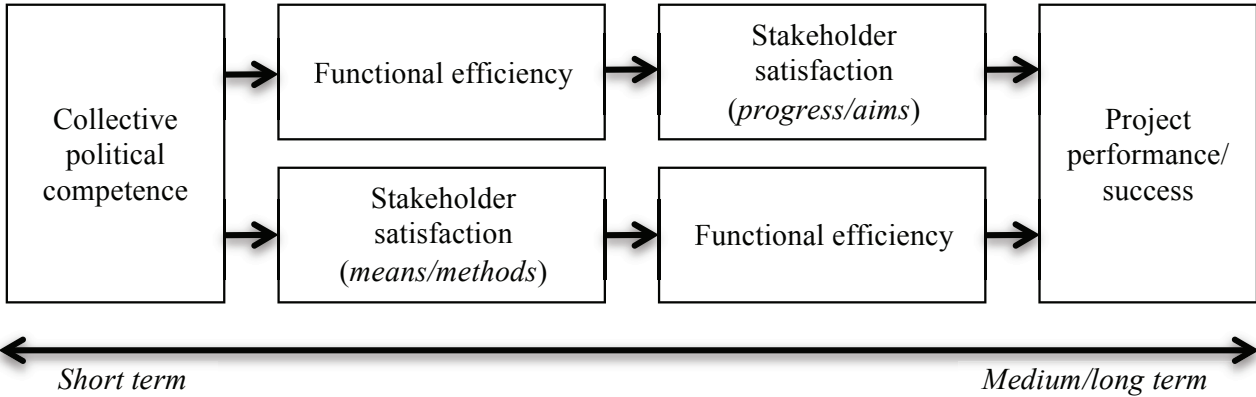 Collective
political
competence
Functional efficiency
Stakeholder
satisfaction
(progress/aims)
Stakeholder
satisfaction
(means/methods)
Functional efficiency
Project
performance/
success
Short term
Medium/long term